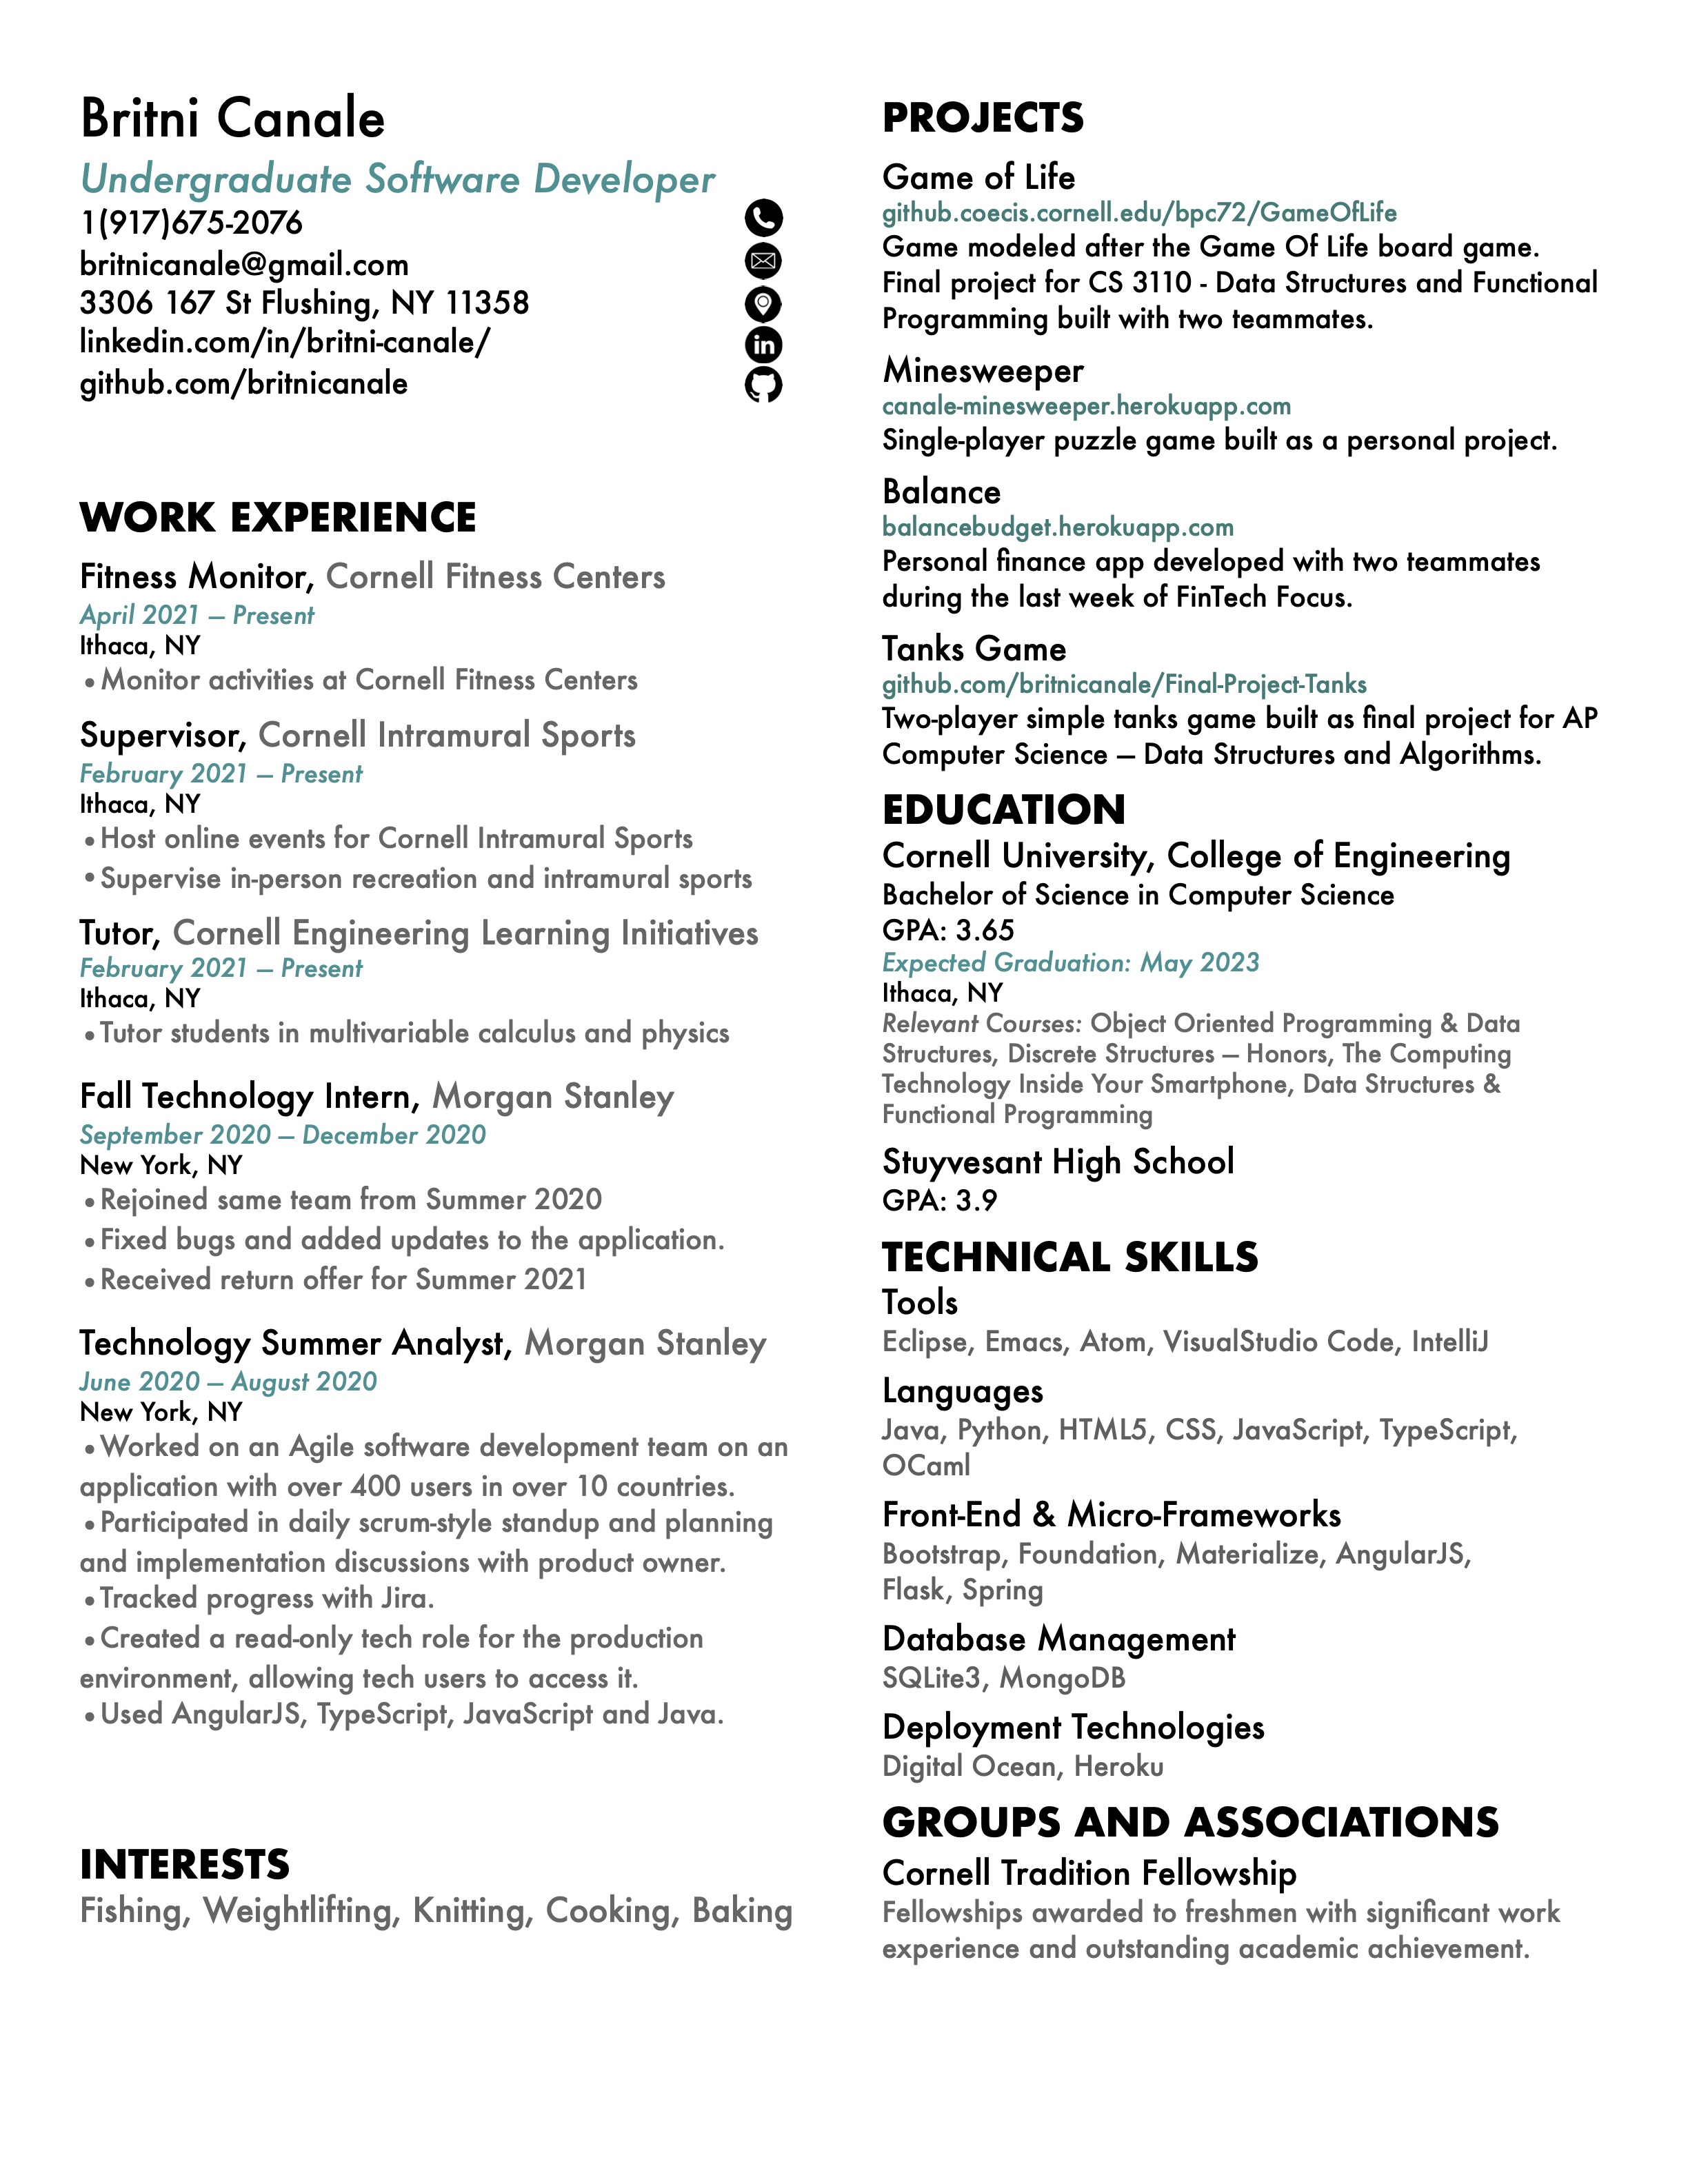 Britni Canale
Undergraduate Software Developer
1(917)675-2076
britnicanale@gmail.com
3306 167 St Flushing, NY 11358
linkedin.com/in/britni-canale/
github.com/britnicanale
WORK EXPERIENCE
Fitness Monitor, Cornell Fitness Centers
April 2021 – Present
Ithaca, NY
•Monitor activities at Cornell Fitness Centers
Supervisor, Cornell Intramural Sports
February 2021 – Present
Ithaca, NY
•Host online events for Cornell Intramural Sports
•Supervise in-person recreation and intramural sports
Tutor, Cornell Engineering Learning Initiatives
February 2021 – Present
Ithaca, NY
•Tutor students in multivariable calculus and physics
Fall Technology Intern, Morgan Stanley
September 2020 – December 2020
New York, NY
•Rejoined same team from Summer 2020
•Fixed bugs and added updates to the application.
•Received return offer for Summer 2021
Technology Summer Analyst, Morgan Stanley
June 2020 – August 2020
New York, NY
•Worked on an Agile software development team on an
application with over 400 users in over 10 countries.
•Participated in daily scrum-style standup and planning
and implementation discussions with product owner.
•Tracked progress with Jira.
•Created a read-only tech role for the production
environment, allowing tech users to access it.
•Used AngularJS, TypeScript, JavaScript and Java.
INTERESTS
Fishing, Weightlifting, Knitting, Cooking, Baking
PROJECTS
Game of Life
github.coecis.cornell.edu/bpc72/GameOfLife
Game modeled after the Game Of Life board game.
Final project for CS 3110 - Data Structures and Functional
Programming built with two teammates.
Minesweeper
canale-minesweeper.herokuapp.com
Single-player puzzle game built as a personal project.
Balance
balancebudget.herokuapp.com
Personal finance app developed with two teammates
during the last week of FinTech Focus.
Tanks Game
github.com/britnicanale/Final-Project-Tanks
Two-player simple tanks game built as final project for AP
Computer Science – Data Structures and Algorithms.
EDUCATION
Cornell University, College of Engineering
Bachelor of Science in Computer Science
GPA: 3.65
Expected Graduation: May 2023
Ithaca, NY
Relevant Courses: Object Oriented Programming & Data
Structures, Discrete Structures – Honors, The Computing
Technology Inside Your Smartphone, Data Structures &
Functional Programming
Stuyvesant High School
GPA: 3.9
TECHNICAL SKILLS
Tools
Eclipse, Emacs, Atom, VisualStudio Code, IntelliJ
Languages
Java, Python, HTML5, CSS, JavaScript, TypeScript,
OCaml
Front-End & Micro-Frameworks
Bootstrap, Foundation, Materialize, AngularJS,
Flask, Spring
Database Management
SQLite3, MongoDB
Deployment Technologies
Digital Ocean, Heroku
GROUPS AND ASSOCIATIONS
Cornell Tradition Fellowship
Fellowships awarded to freshmen with significant work
experience and outstanding academic achievement.